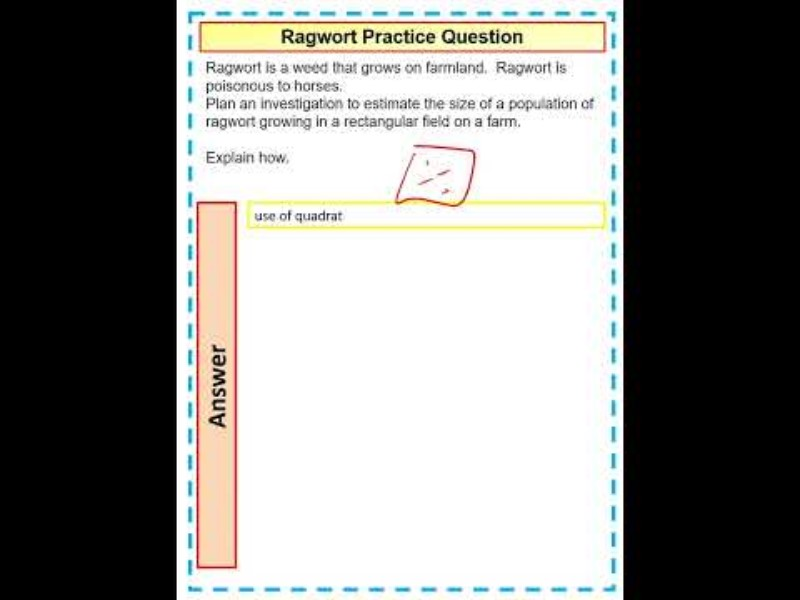 Ragwort Practice Question
Ragwort is a weed that grows on farmland. Ragwort is
poisonous to horses.
Plan an investigation to estimate the size of a population of
ragwort growing in a rectangular field on a farm.
Explain how.
use of quadrat
Answer